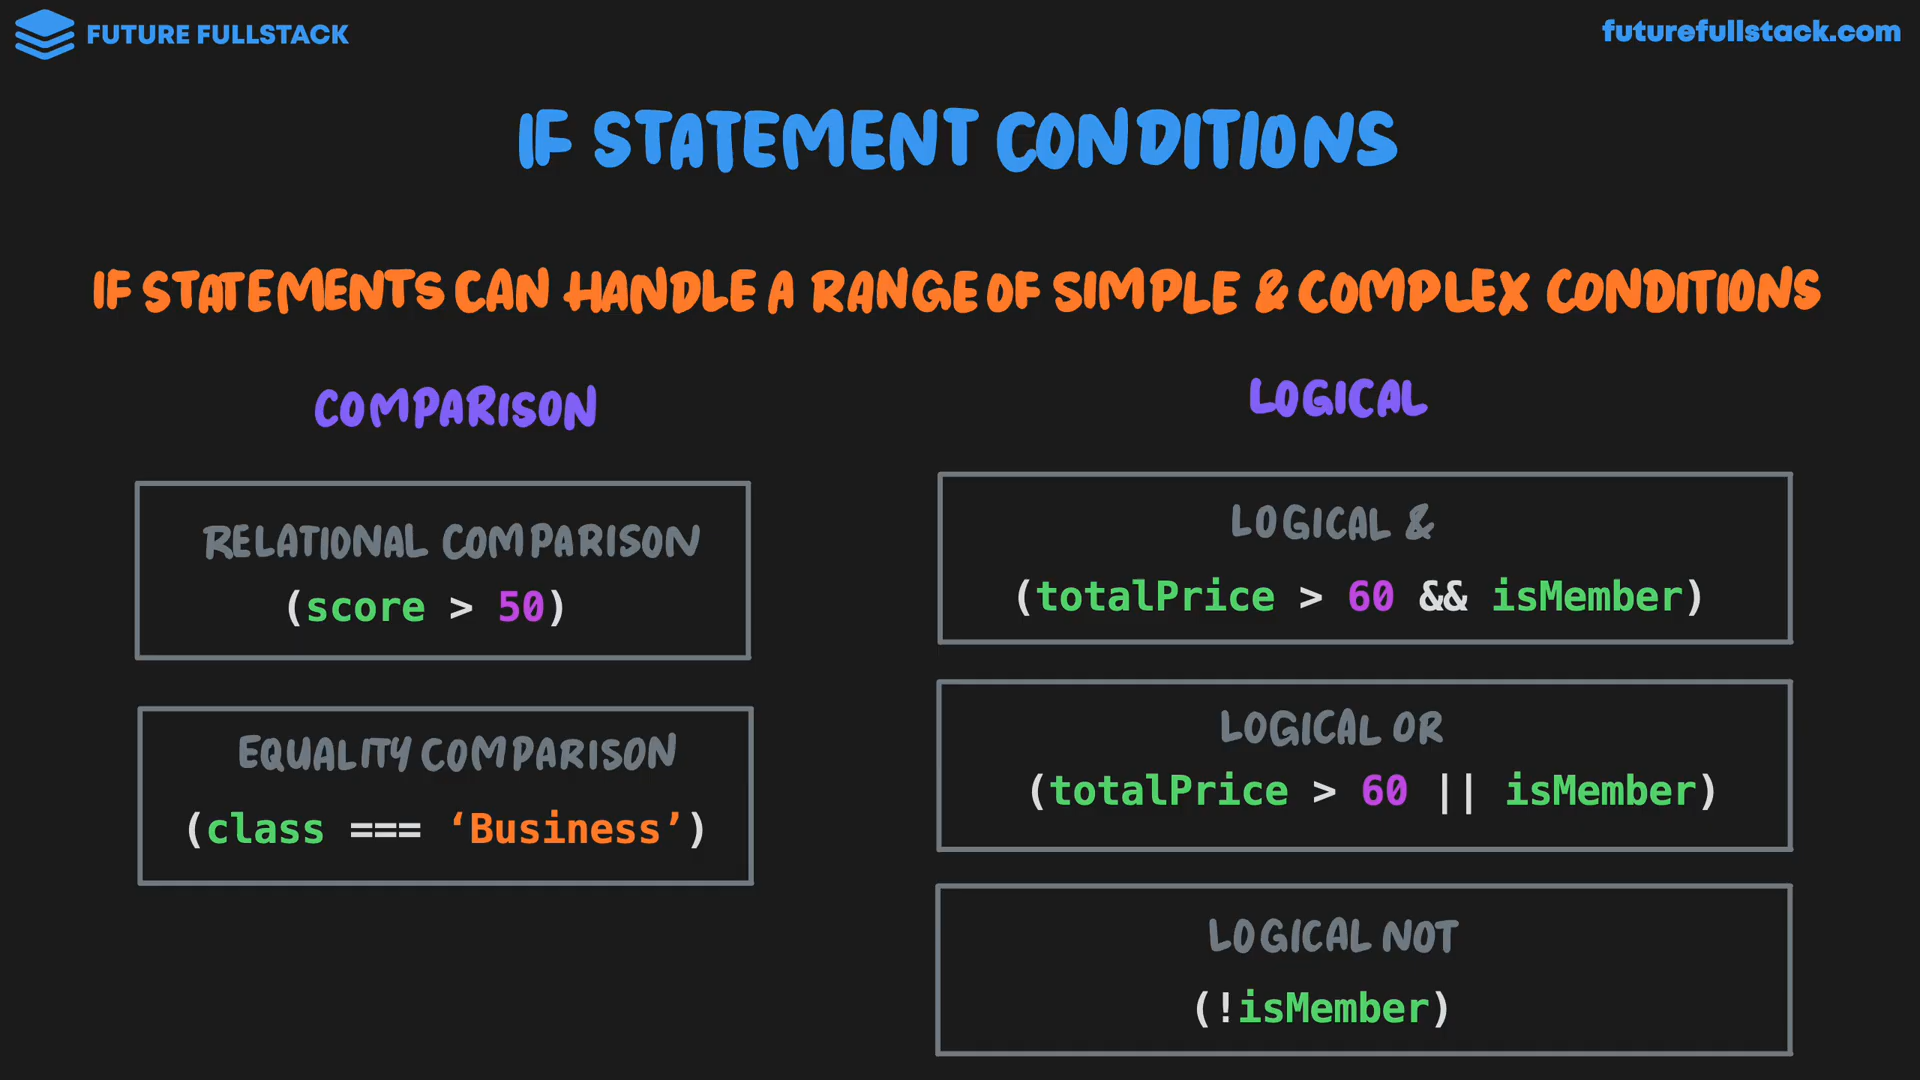 FUTURE FULLSTACK
futurefullstack.com
IF STATEMENT CONDITIONS
IF STATEMENTS CAN HANDLE A RANGE OF SIMPLE & COMPLEX CONDITIONS
COMPARISON
RELATIONAL COMPARISON
(score > 50)
EQUALITY COMPARISON
(class === ‘Business’)
LOGICAL
LOGICAL &
(totalPrice > 60 && isMember)
LOGICAL OR
(totalPrice > 60 || isMember)
LOGICAL NOT
(!isMember)